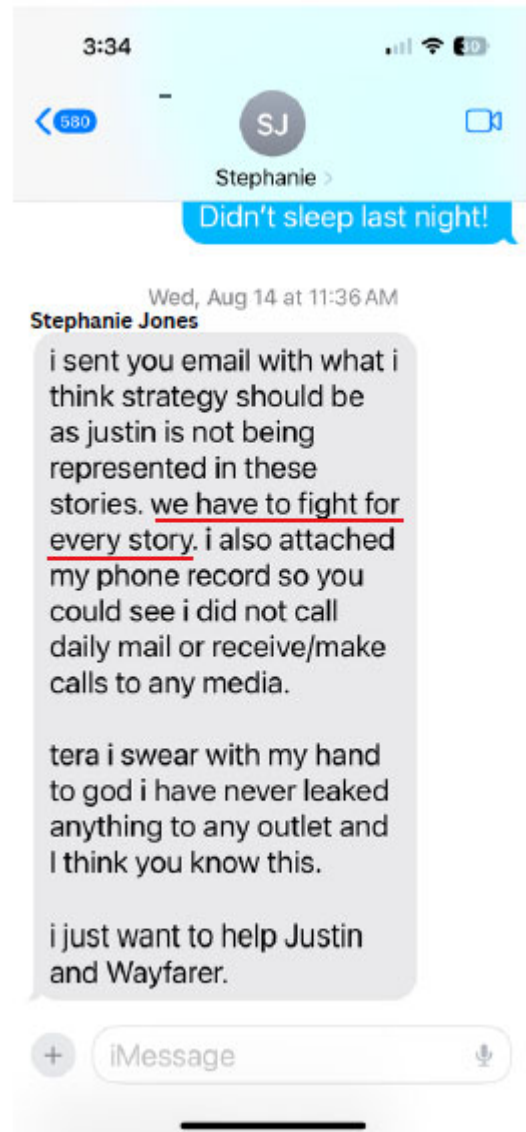 3:34
30
580
SJ
Stephanie >
Didn't sleep last night!
Wed, Aug 14 at 11:36 AM
Stephanie Jones
i sent you email with what i
think strategy should be
as justin is not being
represented in these
stories. we have to fight for
every story. i also attached
my phone record so you
could see i did not call
daily mail or receive/make
calls to any media.
tera i swear with my hand
to god i have never leaked
anything to any outlet and
I think you know this.
i just want to help Justin
and Wayfarer.
+
iMessage